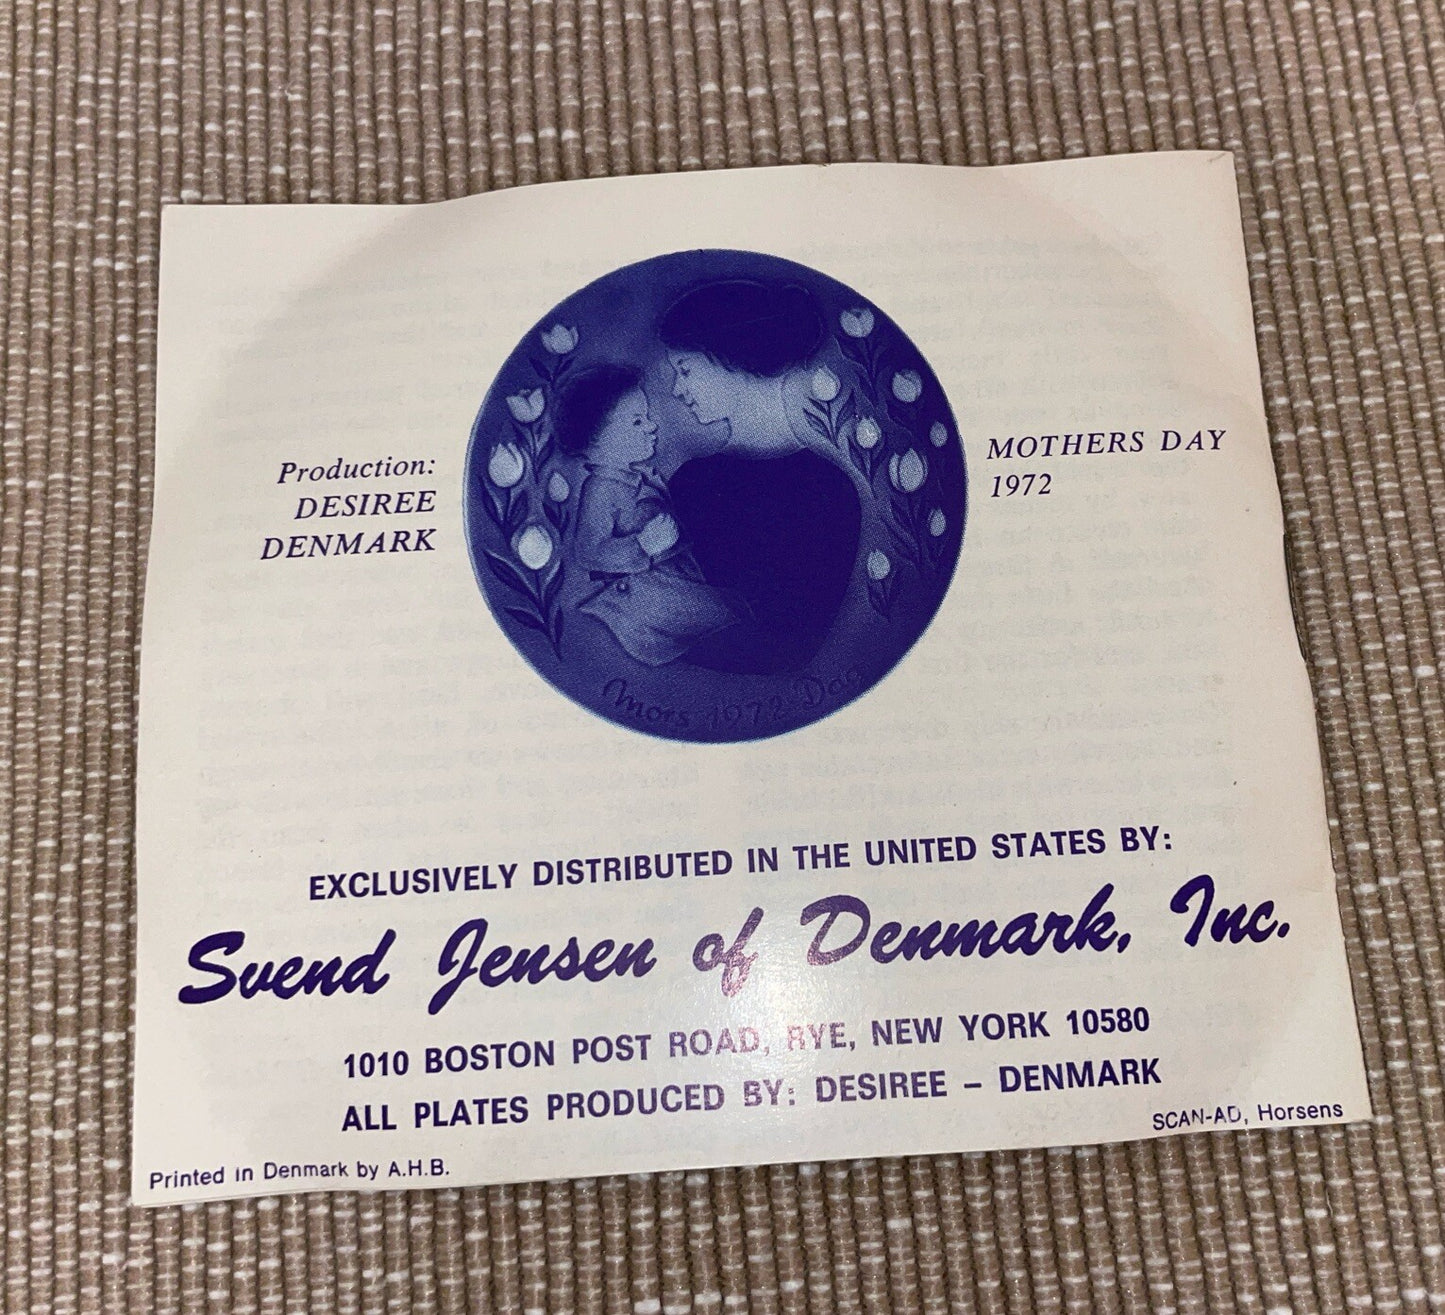 Production:
DESIREE
DENMARK
MOTHERS DAY
1972
Mors 1972 Dag
EXCLUSIVELY DISTRIBUTED IN THE UNITED STATES BY:
Svend Jensen of Denmark, Inc.
1010 BOSTON POST ROAD, RYE, NEW YORK 10580
ALL PLATES PRODUCED BY: DESIREE – DENMARK
SCAN-AD, Horsens
Printed in Denmark by A.H.B.